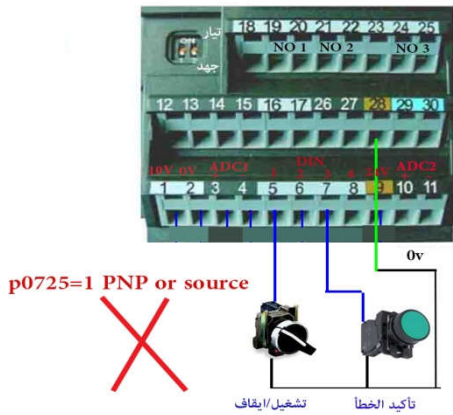 ON
تيار
جهد
18 19 20 21 22 23 24 25
NO 1 NO 2 NO 3
12 13 14 15 16 17 26 27 28 29 30
10V 0V ADC1 DIN ADC2
1 2 3 4 5 6 7 8 9 10 11
0v
p0725=1 PNP or source
تشغيل/ايقاف
تأكيد الخطأ